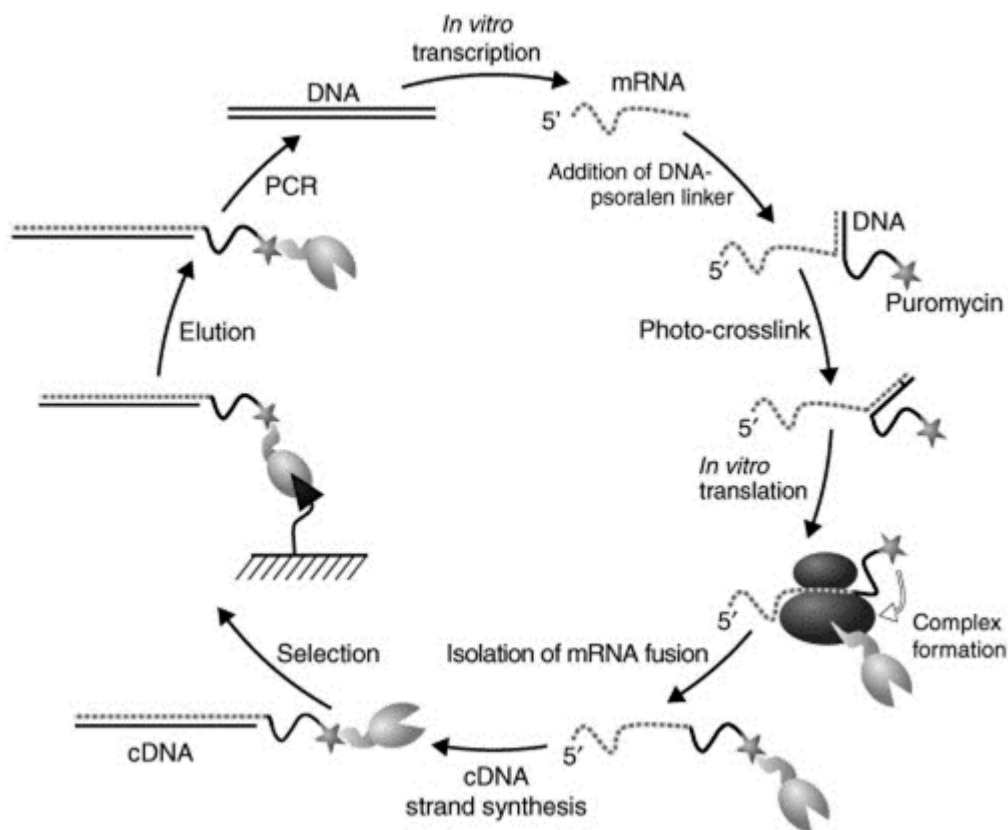 In vitro
transcription
DNA
mRNA
5′
Addition of DNA-
psoralen linker
PCR
DNA
5′
Puromycin
Elution
Photo-crosslink
5′
In vitro
translation
5′
Complex
formation
Selection
Isolation of mRNA fusion
cDNA
5′
cDNA
strand synthesis